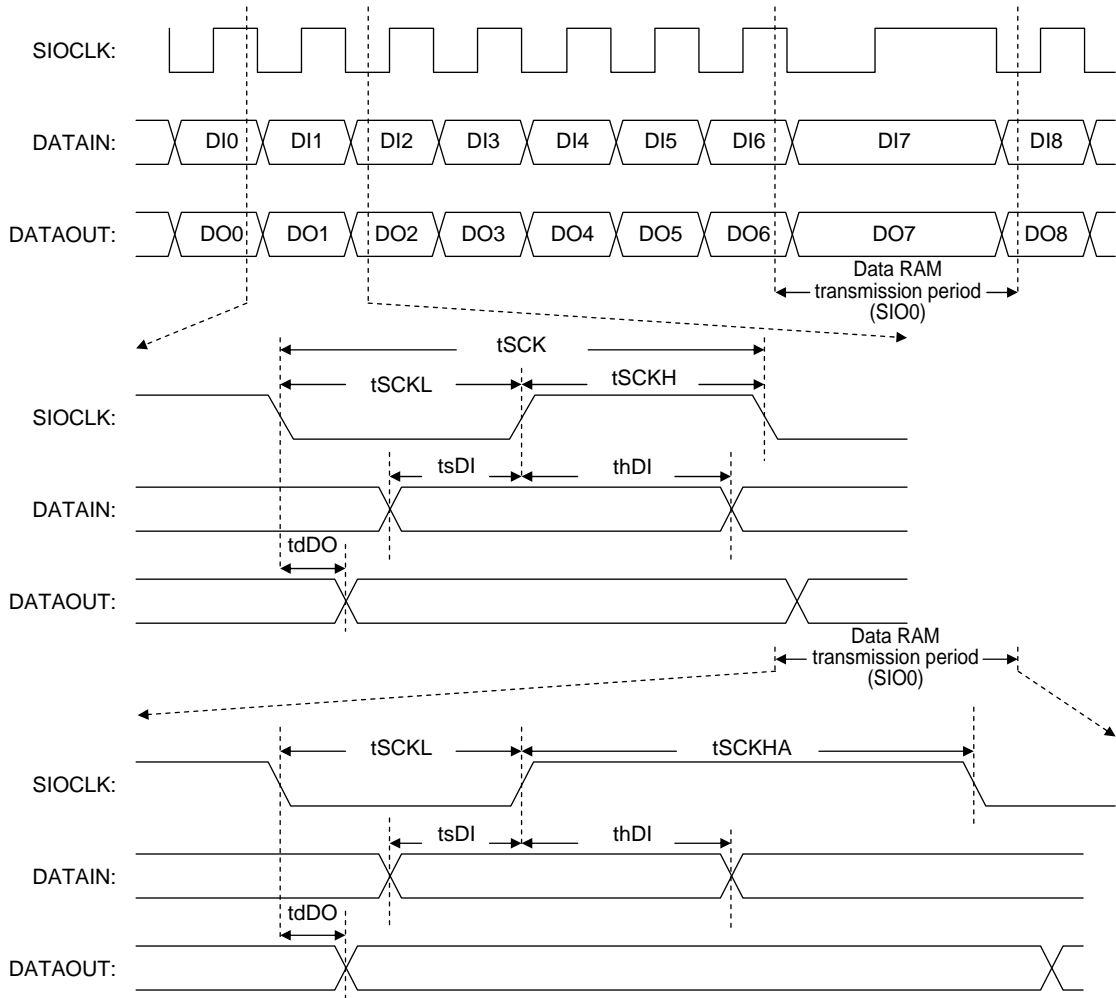 SIOCLK:
DATAIN:
DI0 DI1 DI2 DI3 DI4 DI5 DI6 DI7 DI8
DATAOUT:
DO0 DO1 DO2 DO3 DO4 DO5 DO6 DO7 DO8
Data RAM
transmission period
(SIO0)
tSCK
tSCKL tSCKH
SIOCLK:
tsDI thDI
DATAIN:
tdDO
DATAOUT:
Data RAM
transmission period
(SIO0)
tSCKL tSCKHA
SIOCLK:
tsDI thDI
DATAIN:
tdDO
DATAOUT: